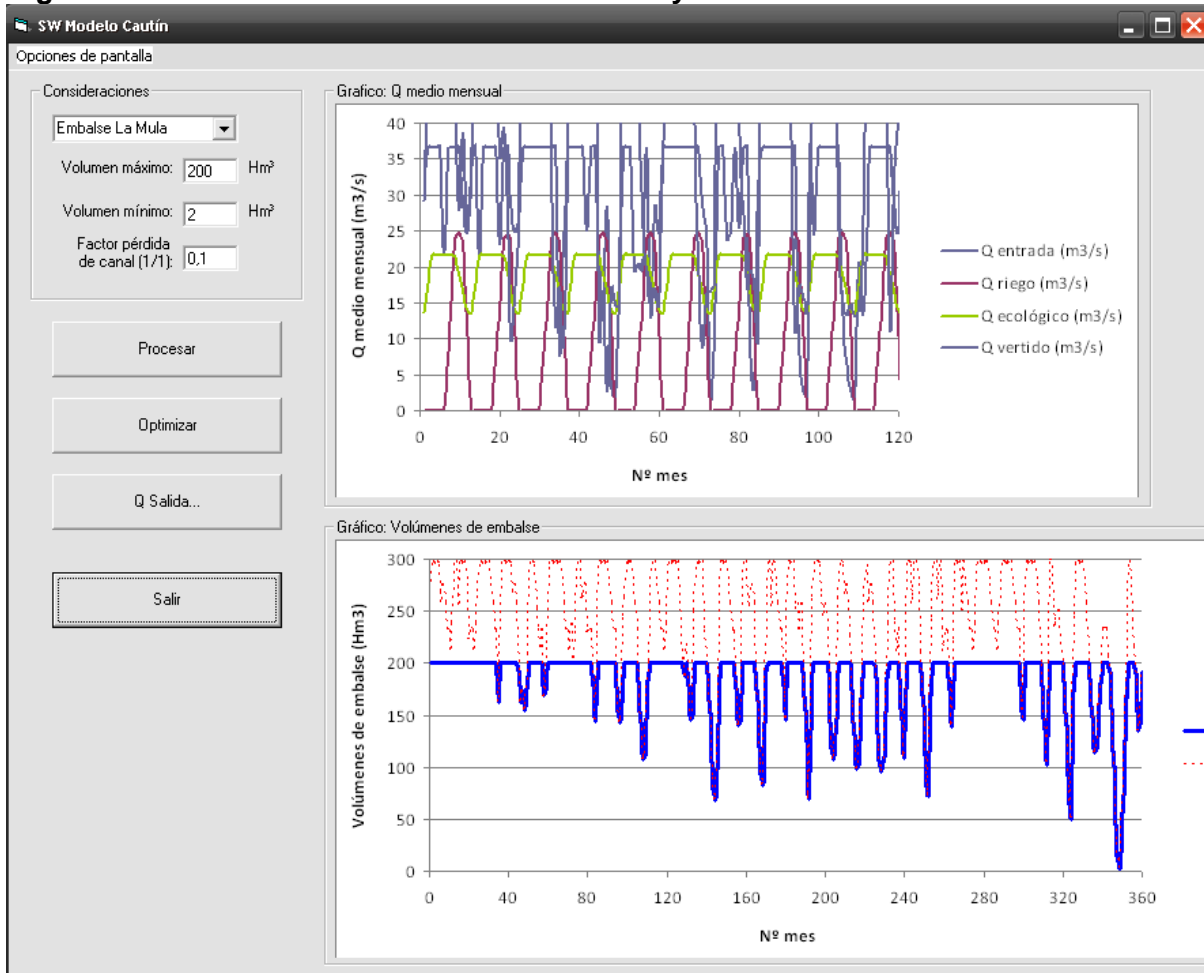 SW Modelo Cautín
Opciones de pantalla
Consideraciones
Embalse La Mula
Volumen máximo: 200 Hm³
Volumen mínimo: 2 Hm³
Factor pérdida
de canal (1/1): 0,1
Procesar
Optimizar
Q Salida...
Salir
Grafico: Q medio mensual
Q medio mensual (m3/s)
40
35
30
25
20
15
10
5
0
0 20 40 60 80 100 120
Nº mes
Q entrada (m3/s)
Q riego (m3/s)
Q ecológico (m3/s)
Q vertido (m3/s)
Gráfico: Volúmenes de embalse
Volúmenes de embalse (Hm3)
300
250
200
150
100
50
0
0 40 80 120 160 200 240 280 320 360
Nº mes